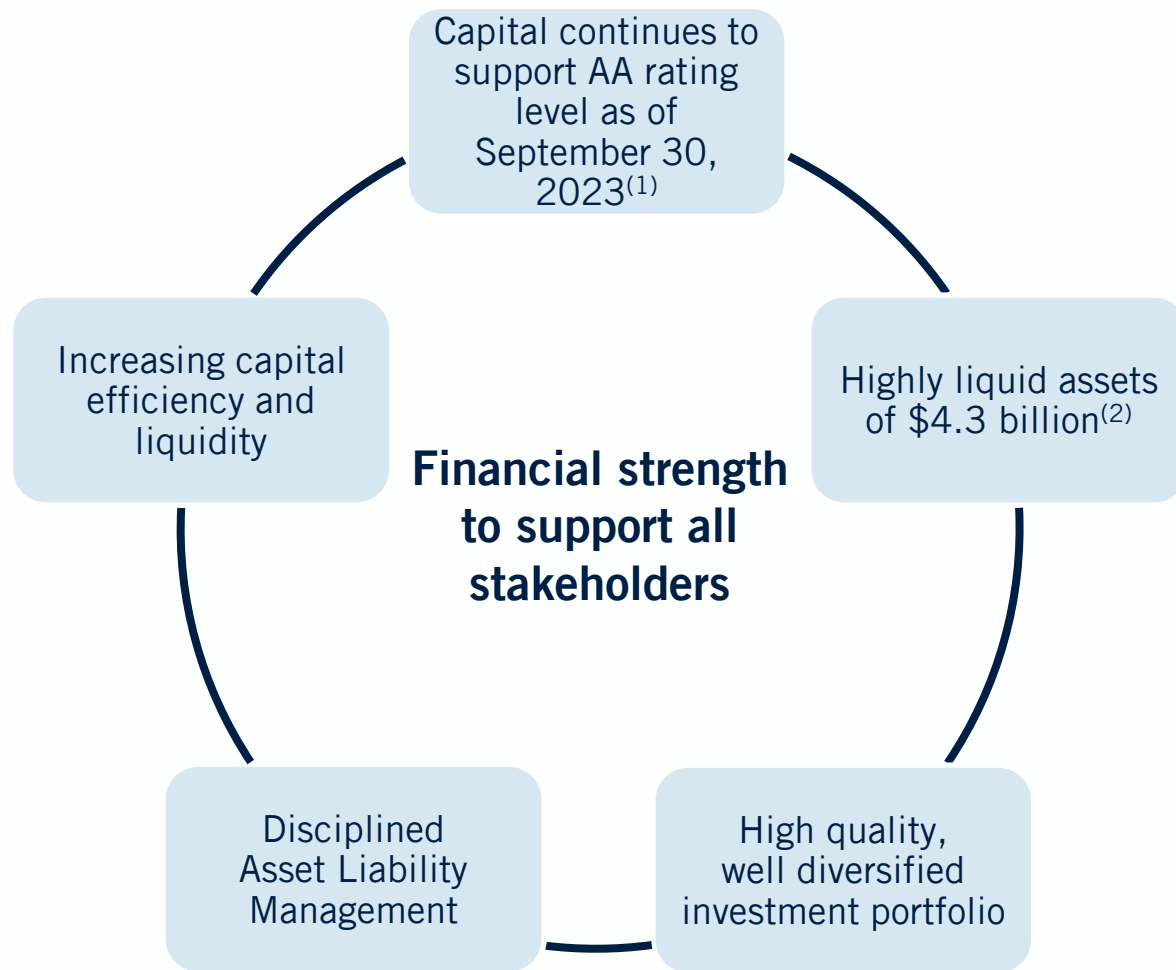 Capital continues to
support AA rating
level as of
September 30,
2023(1)
Highly liquid assets
of $4.3 billion(2)
High quality,
well diversified
investment portfolio
Disciplined
Asset Liability
Management
Increasing capital
efficiency and
liquidity
Financial strength
to support all
stakeholders